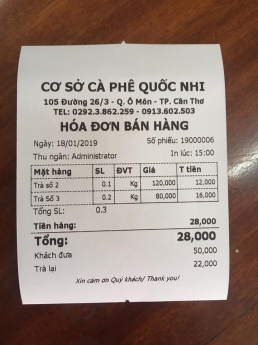 CƠ SỞ CÀ PHÊ QUỐC NHI
105 Đường 26/3 - Q. Ô Môn - TP. Cần Thơ
TEL: 0292.3.862.259 - 0913.602.503
HÓA ĐƠN BÁN HÀNG
Ngày: 18/01/2019 Số phiếu: 19000006
Thu ngân: Administrator In lúc: 15:00
Mặt hàng SL ĐVT Giá T tiền
Trà số 2 0.1 Kg 120,000 12,000
Trà Số 3 0.2 Kg 80,000 16,000
Tổng SL: 0.3
Tiền hàng: 28,000
Tổng: 28,000
Khách đưa 50,000
Trả lại 22,000
Xin cám ơn Quý khách/ Thank you!